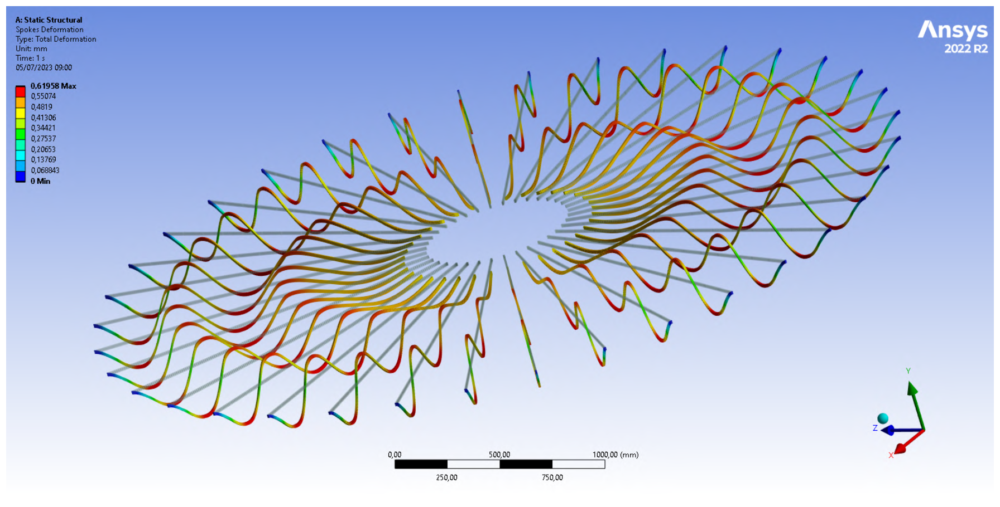 A: Static Structural
Spokes Deformation
Type: Total Deformation
Unit: mm
Time: 1 s
05/07/2023 09:00
0,61958 Max
0,55074
0,4819
0,41306
0,34421
0,27537
0,20653
0,13769
0,068843
0 Min
Ansys
2022 R2
Y
Z
X
0,00 500,00 1000,00 (mm)
250,00 750,00